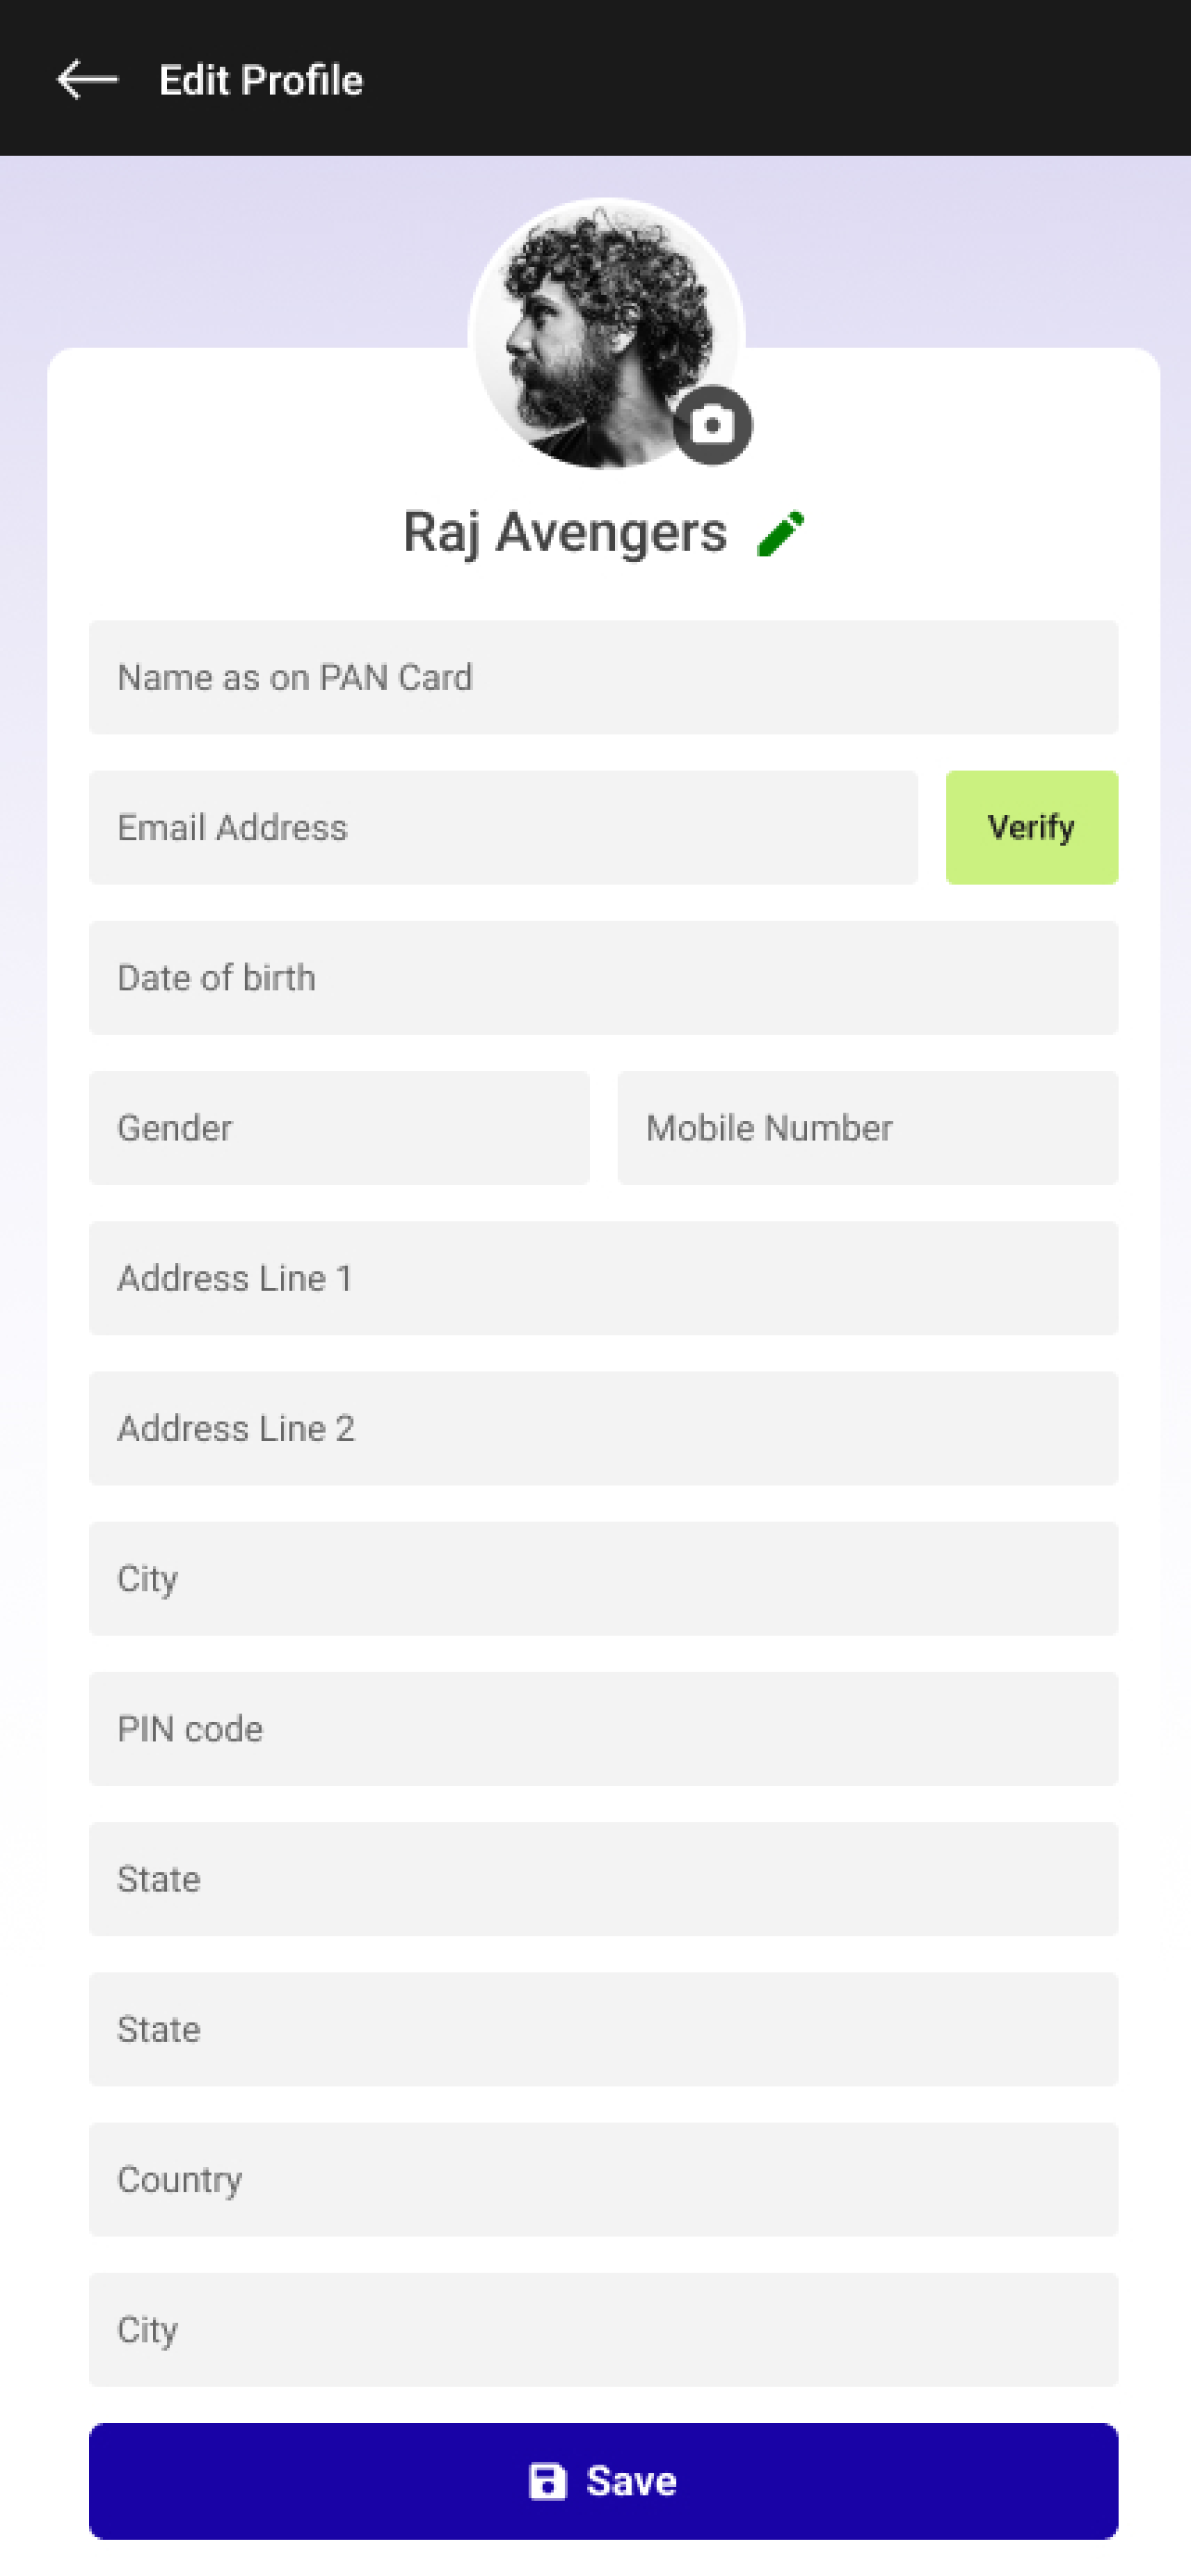 Edit Profile
Raj Avengers
Name as on PAN Card
Email Address
Verify
Date of birth
Gender
Mobile Number
Address Line 1
Address Line 2
City
PIN code
State
State
Country
City
Save